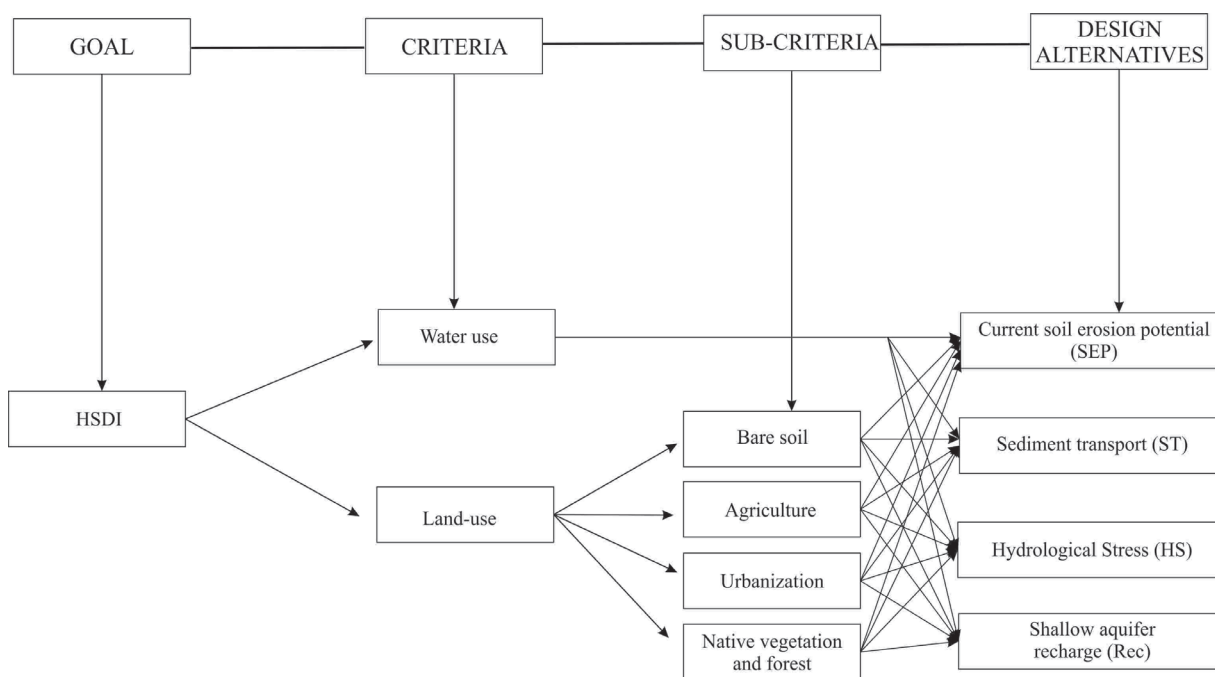 GOAL
CRITERIA
SUB-CRITERIA
DESIGN
ALTERNATIVES
Water use
Current soil erosion potential
(SEP)
HSDI
Bare soil
Sediment transport (ST)
Land-use
Agriculture
Urbanization
Hydrological Stress (HS)
Native vegetation
and forest
Shallow aquifer
recharge (Rec)